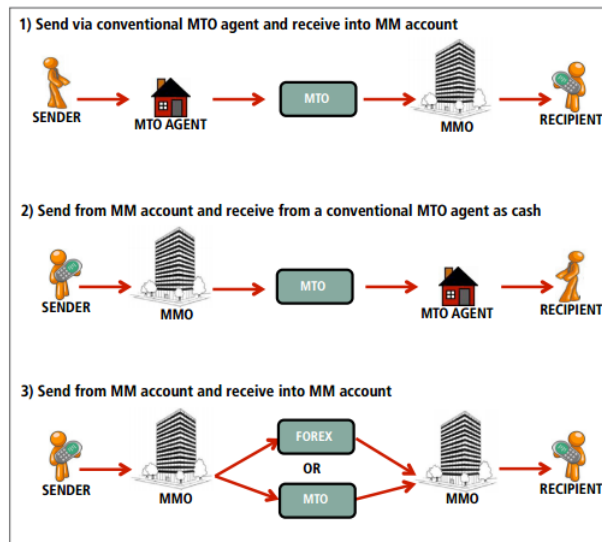 1) Send via conventional MTO agent and receive into MM account
SENDER
MTO AGENT
MTO
MMO
RECIPIENT
2) Send from MM account and receive from a conventional MTO agent as cash
SENDER
MMO
MTO
MTO AGENT
RECIPIENT
3) Send from MM account and receive into MM account
SENDER
MMO
FOREX
OR
MTO
MMO
RECIPIENT